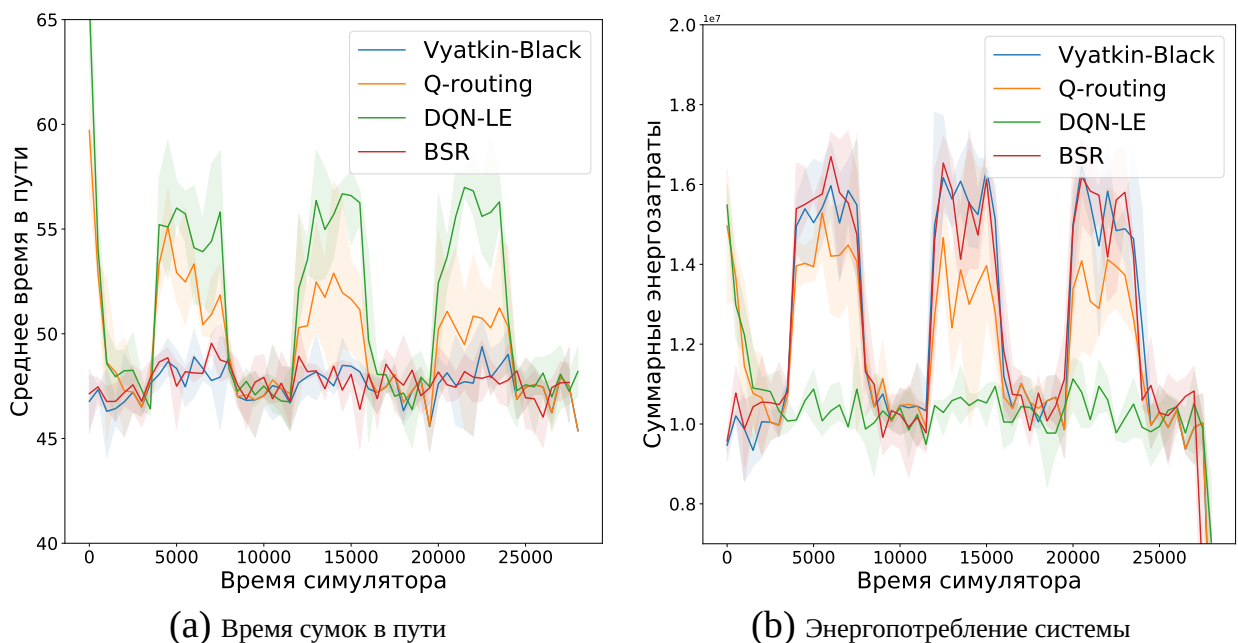 65
60
55
50
45
40
Среднее время в пути
Vyatkin-Black
Q-routing
DQN-LE
BSR
0 5000 10000 15000 20000 25000
Время симулятора
(a) Время сумок в пути
1e7
2.0
1.8
1.6
1.4
1.2
1.0
0.8
Суммарные энергозатраты
Vyatkin-Black
Q-routing
DQN-LE
BSR
0 5000 10000 15000 20000 25000
Время симулятора
(b) Энергопотребление системы